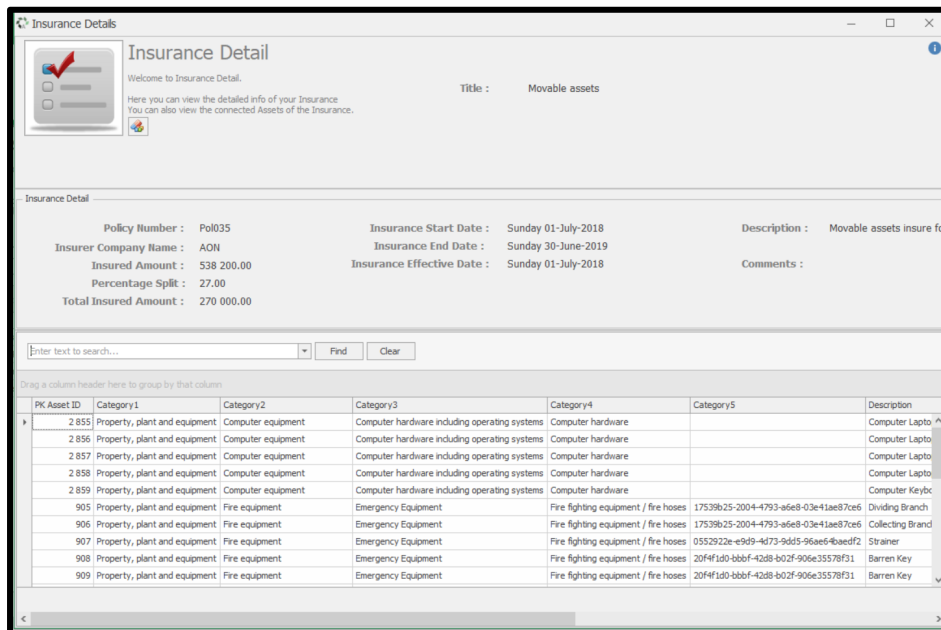 Insurance Details
Insurance Detail
Welcome to Insurance Detail.
Here you can view the detailed info of your Insurance
You can also view the connected Assets of the Insurance.
Title : Movable assets
Insurance Detail
Policy Number : Pol035 Insurance Start Date : Sunday 01-July-2018 Description : Movable assets insure fo
Insurer Company Name : AON Insurance End Date : Sunday 30-June-2019
Insured Amount : 538 200.00 Insurance Effective Date : Sunday 01-July-2018 Comments :
Percentage Split : 27.00
Total Insured Amount : 270 000.00
Enter text to search... Find Clear
Drag a column header here to group by that column
PK Asset ID Category1 Category2 Category3 Category4 Category5 Description
2 855 Property, plant and equipment Computer equipment Computer hardware including operating systems Computer hardware Computer Lapto
2 856 Property, plant and equipment Computer equipment Computer hardware including operating systems Computer hardware Computer Lapto
2 857 Property, plant and equipment Computer equipment Computer hardware including operating systems Computer hardware Computer Lapto
2 858 Property, plant and equipment Computer equipment Computer hardware including operating systems Computer hardware Computer Lapto
2 859 Property, plant and equipment Computer equipment Computer hardware including operating systems Computer hardware Computer Keybo
905 Property, plant and equipment Fire equipment Emergency Equipment Fire fighting equipment / fire hoses 17539b25-2004-4793-a6e8-03e41ae87ce6 Dividing Branch
906 Property, plant and equipment Fire equipment Emergency Equipment Fire fighting equipment / fire hoses 17539b25-2004-4793-a6e8-03e41ae87ce6 Collecting Branc
907 Property, plant and equipment Fire equipment Emergency Equipment Fire fighting equipment / fire hoses 0552922e-e9d9-4d73-9dd5-96ae64baedf2 Strainer
908 Property, plant and equipment Fire equipment Emergency Equipment Fire fighting equipment / fire hoses 20f4f1d0-bbbf-42d8-b02f-906e35578f31 Barren Key
909 Property, plant and equipment Fire equipment Emergency Equipment Fire fighting equipment / fire hoses 20f4f1d0-bbbf-42d8-b02f-906e35578f31 Barren Key